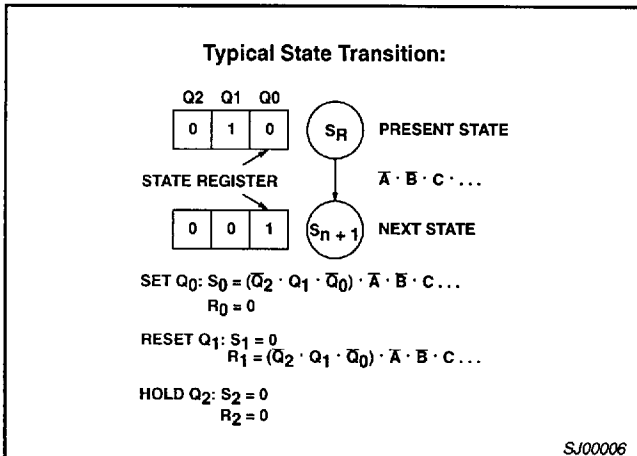 Typical State Transition:
Q2 Q1 Q0
0 1 0
SR
PRESENT STATE
STATE REGISTER
A̅ · B̅ · C · . . .
0 0 1
Sn + 1
NEXT STATE
SET Q0: S0 = (Q̅2 · Q1 · Q̅0) · A̅ · B̅ · C . . .
R0 = 0
RESET Q1: S1 = 0
R1 = (Q̅2 · Q1 · Q̅0) · A̅ · B̅ · C . . .
HOLD Q2: S2 = 0
R2 = 0
SJ00006